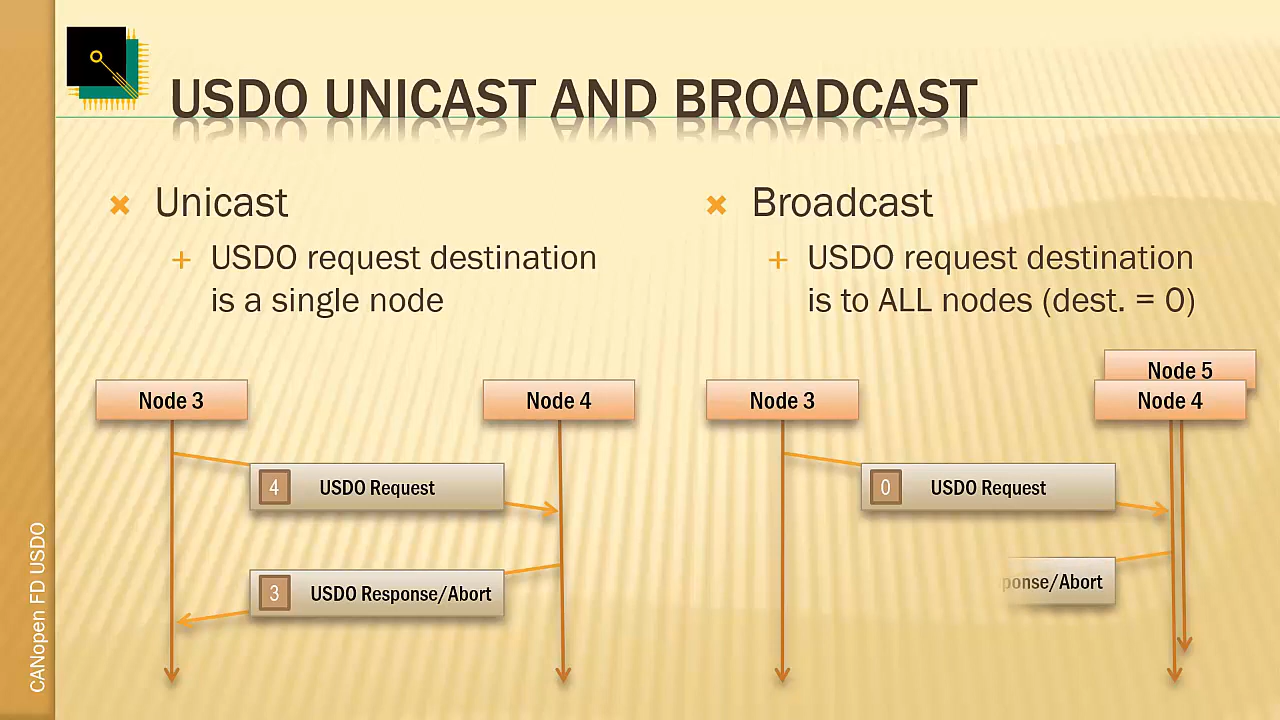 USDO UNICAST AND BROADCAST
Unicast
USDO request destination
is a single node
Node 3
Node 4
4 USDO Request
3 USDO Response/Abort
Broadcast
USDO request destination
is to ALL nodes (dest. = 0)
Node 5
Node 3
Node 4
0 USDO Request
ponse/Abort
CANopen FD USDO